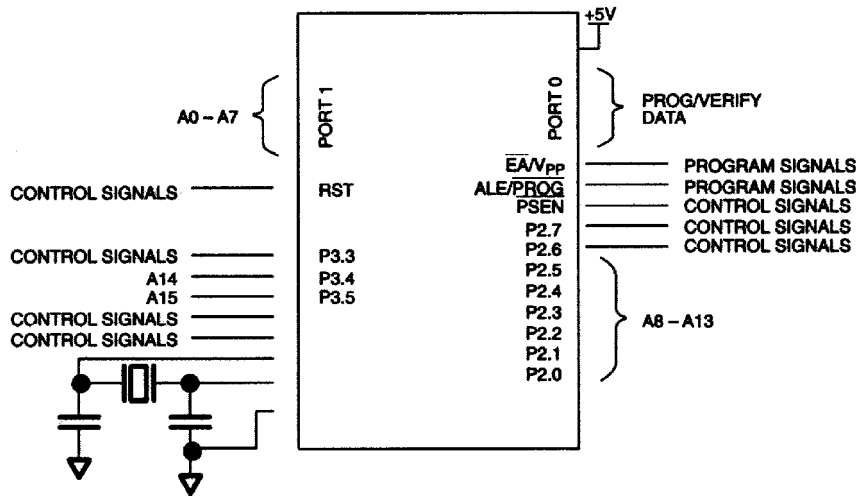 +5V
A0 – A7
PORT 1
PORT 0
PROG/VERIFY
DATA
EA/VPP
PROGRAM SIGNALS
CONTROL SIGNALS
RST
ALE/PROG
PROGRAM SIGNALS
PSEN
CONTROL SIGNALS
P2.7
CONTROL SIGNALS
CONTROL SIGNALS
P3.3
P2.6
CONTROL SIGNALS
A14
P3.4
P2.5
A15
P3.5
P2.4
CONTROL SIGNALS
P2.3
A8 – A13
CONTROL SIGNALS
P2.2
P2.1
P2.0